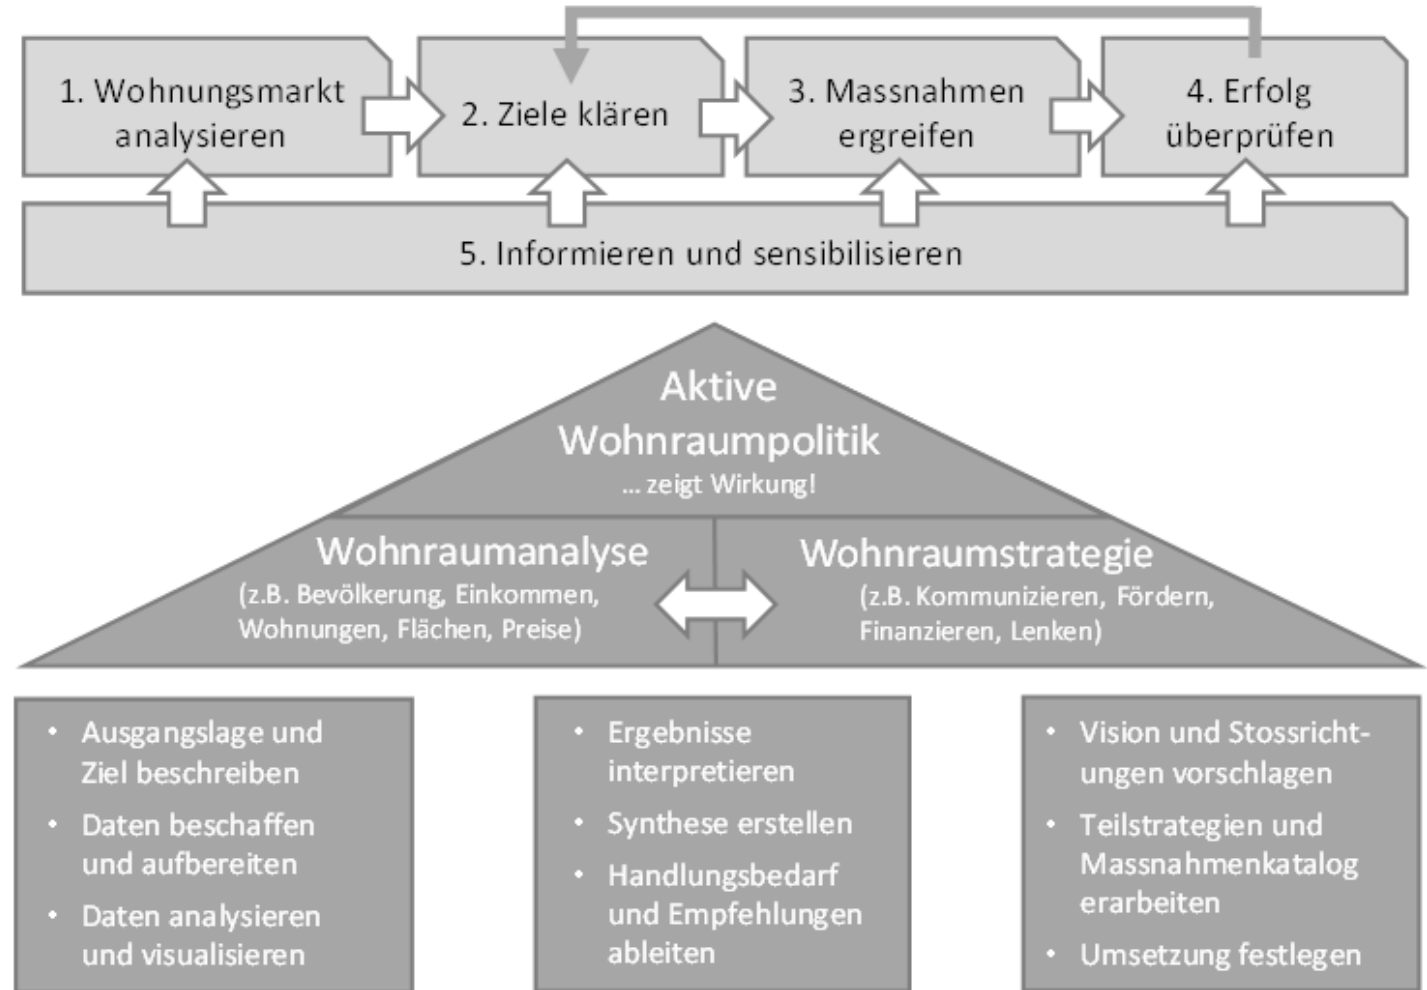 1. Wohnungsmarkt
analysieren
2. Ziele klären
3. Massnahmen
ergreifen
4. Erfolg
überprüfen
5. Informieren und sensibilisieren
Aktive
Wohnraumpolitik
... zeigt Wirkung!
Wohnraumanalyse
(z.B. Bevölkerung, Einkommen,
Wohnungen, Flächen, Preise)
Wohnraumstrategie
(z.B. Kommunizieren, Fördern,
Finanzieren, Lenken)
• Ausgangslage und
Ziel beschreiben
• Daten beschaffen
und aufbereiten
• Daten analysieren
und visualisieren
• Ergebnisse
interpretieren
• Synthese erstellen
• Handlungsbedarf
und Empfehlungen
ableiten
• Vision und Stossricht-
ungen vorschlagen
• Teilstrategien und
Massnahmenkatalog
erarbeiten
• Umsetzung festlegen